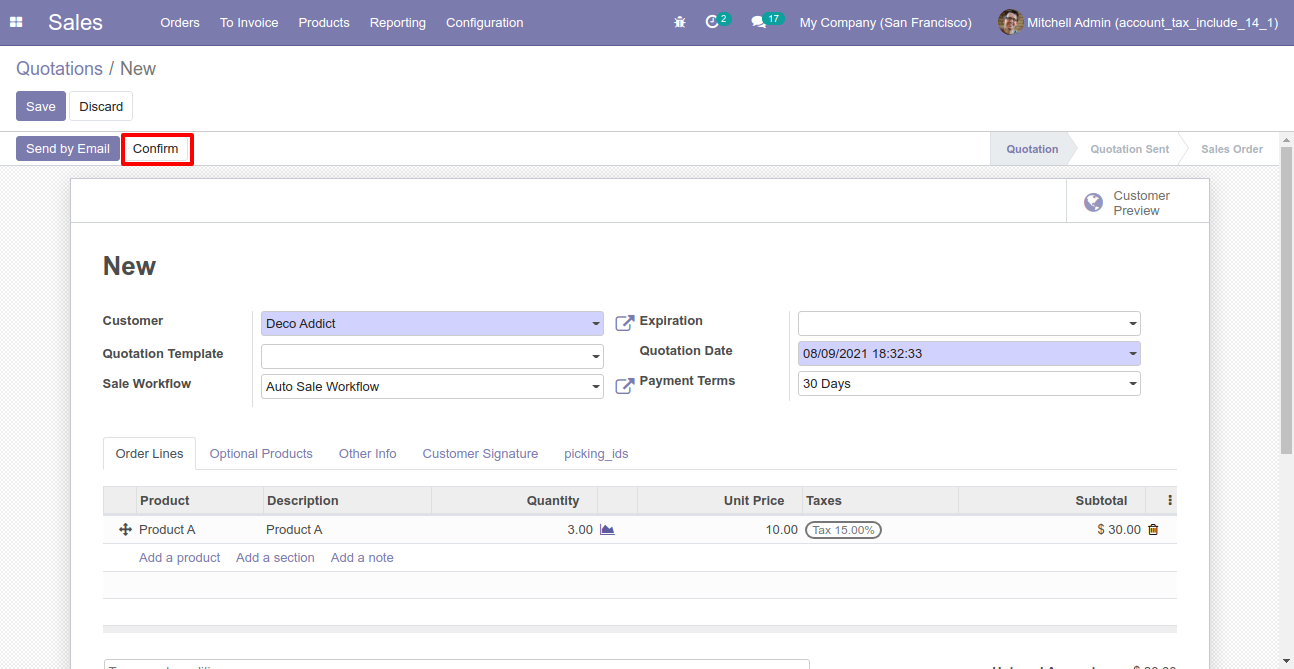 Sales Orders To Invoice Products Reporting Configuration 2 17 My Company (San Francisco) Mitchell Admin (account_tax_include_14_1)
Quotations / New
Save Discard
Send by Email Confirm Quotation Quotation Sent Sales Order
Customer
Preview
New
Customer Deco Addict Expiration
Quotation Template Quotation Date 08/09/2021 18:32:33
Sale Workflow Auto Sale Workflow Payment Terms 30 Days
Order Lines Optional Products Other Info Customer Signature picking_ids
Product Description Quantity Unit Price Taxes Subtotal
Product A Product A 3.00 10.00 Tax 15.00% $ 30.00
Add a product Add a section Add a note